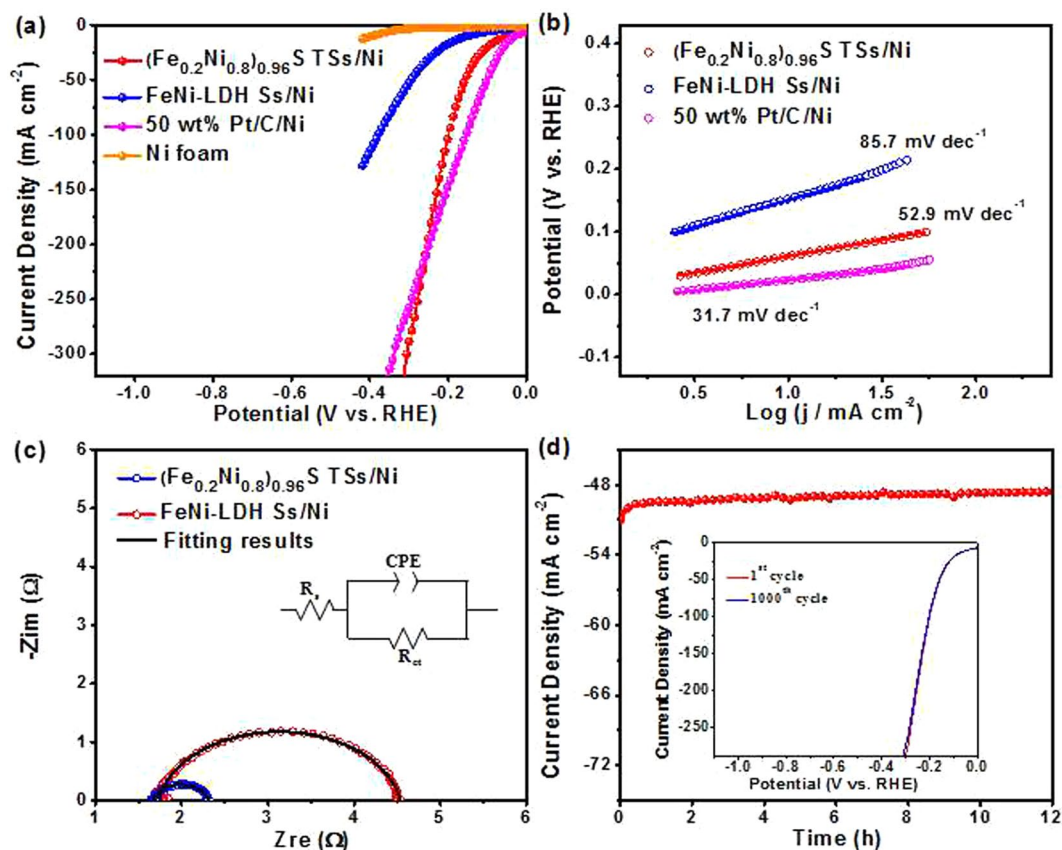 (a)
0
-50
-100
-150
-200
-250
-300
Current Density (mA cm⁻²)
(Fe₀.₂Ni₀.₈)₀.₉₆S TSs/Ni
FeNi-LDH Ss/Ni
50 wt% Pt/C/Ni
Ni foam
-1.0 -0.8 -0.6 -0.4 -0.2 -0.0
Potential (V vs. RHE)
(b)
0.4
0.3
0.2
0.1
0.0
-0.1
Potential (V vs. RHE)
(Fe₀.₂Ni₀.₈)₀.₉₆S TSs/Ni
FeNi-LDH Ss/Ni
50 wt% Pt/C/Ni
85.7 mV dec⁻¹
52.9 mV dec⁻¹
31.7 mV dec⁻¹
0.5 1.0 1.5 2.0
Log (j / mA cm⁻²)
(c)
6
5
4
3
2
1
0
-Zim (Ω)
(Fe₀.₂Ni₀.₈)₀.₉₆S TSs/Ni
FeNi-LDH Ss/Ni
Fitting results
CPE
Rₛ
R_ct
1 2 3 4 5 6
Zre (Ω)
(d)
-48
-54
-60
-66
-72
Current Density (mA cm⁻²)
0
-50
-100
-150
-200
-250
Current Density (mA cm⁻²)
1ˢᵗ cycle
1000ᵗʰ cycle
-1.0 -0.8 -0.6 -0.4 -0.2 0.0
Potential (V vs. RHE)
0 2 4 6 8 10 12
Time (h)